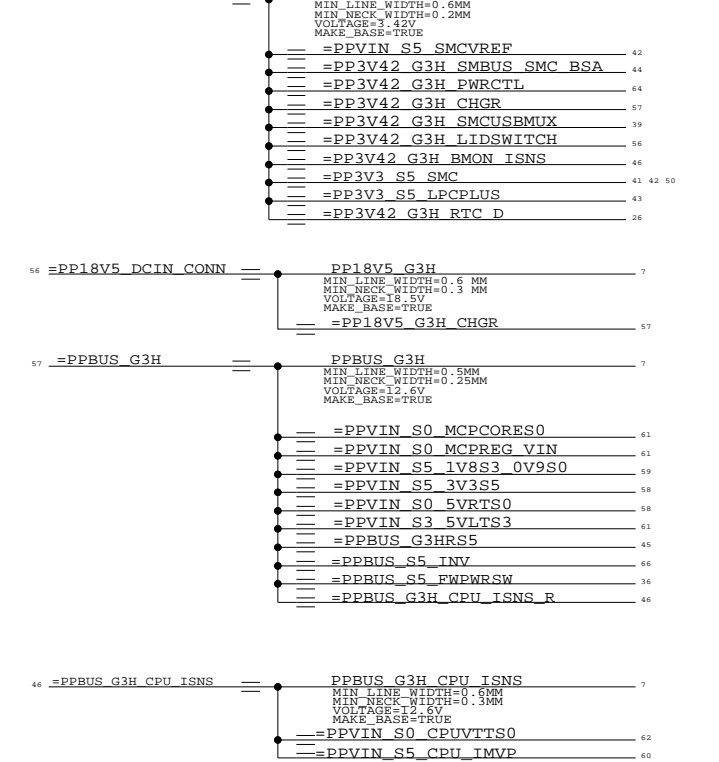 MIN_LINE_WIDTH=0.6MM
MIN_NECK_WIDTH=0.2MM
VOLTAGE=3.42V
MAKE_BASE=TRUE
=PPVIN_S5_SMCVREF 42
=PP3V42_G3H_SMBUS_SMC_BSA 44
=PP3V42_G3H_PWRCTL 64
=PP3V42_G3H_CHGR 57
=PP3V42_G3H_SMCUSBMUX 39
=PP3V42_G3H_LIDSWITCH 56
=PP3V42_G3H_BMON_ISNS 46
=PP3V3_S5_SMC 41 42 50
=PP3V3_S5_LPCPLUS 43
=PP3V42_G3H_RTC_D 26
56 =PP18V5_DCIN_CONN PP18V5_G3H 7
MIN_LINE_WIDTH=0.6 MM
MIN_NECK_WIDTH=0.3 MM
VOLTAGE=18.5V
MAKE_BASE=TRUE
=PP18V5_G3H_CHGR 57
57 =PPBUS_G3H PPBUS_G3H 7
MIN_LINE_WIDTH=0.5MM
MIN_NECK_WIDTH=0.25MM
VOLTAGE=12.6V
MAKE_BASE=TRUE
=PPVIN_S0_MCPCORES0 61
=PPVIN_S0_MCPREG_VIN 61
=PPVIN_S5_1V8S3_0V9S0 59
=PPVIN_S5_3V3S5 58
=PPVIN_S0_5VRTS0 58
=PPVIN_S3_5VLTS3 61
=PPBUS_G3HRS5 45
=PPBUS_S5_INV 66
=PPBUS_S5_FWPWRSW 36
=PPBUS_G3H_CPU_ISNS_R 46
46 =PPBUS_G3H_CPU_ISNS PPBUS_G3H_CPU_ISNS 7
MIN_LINE_WIDTH=0.6MM
MIN_NECK_WIDTH=0.3MM
VOLTAGE=12.6V
MAKE_BASE=TRUE
=PPVIN_S0_CPUVTTS0 62
=PPVIN_S5_CPU_IMVP 60